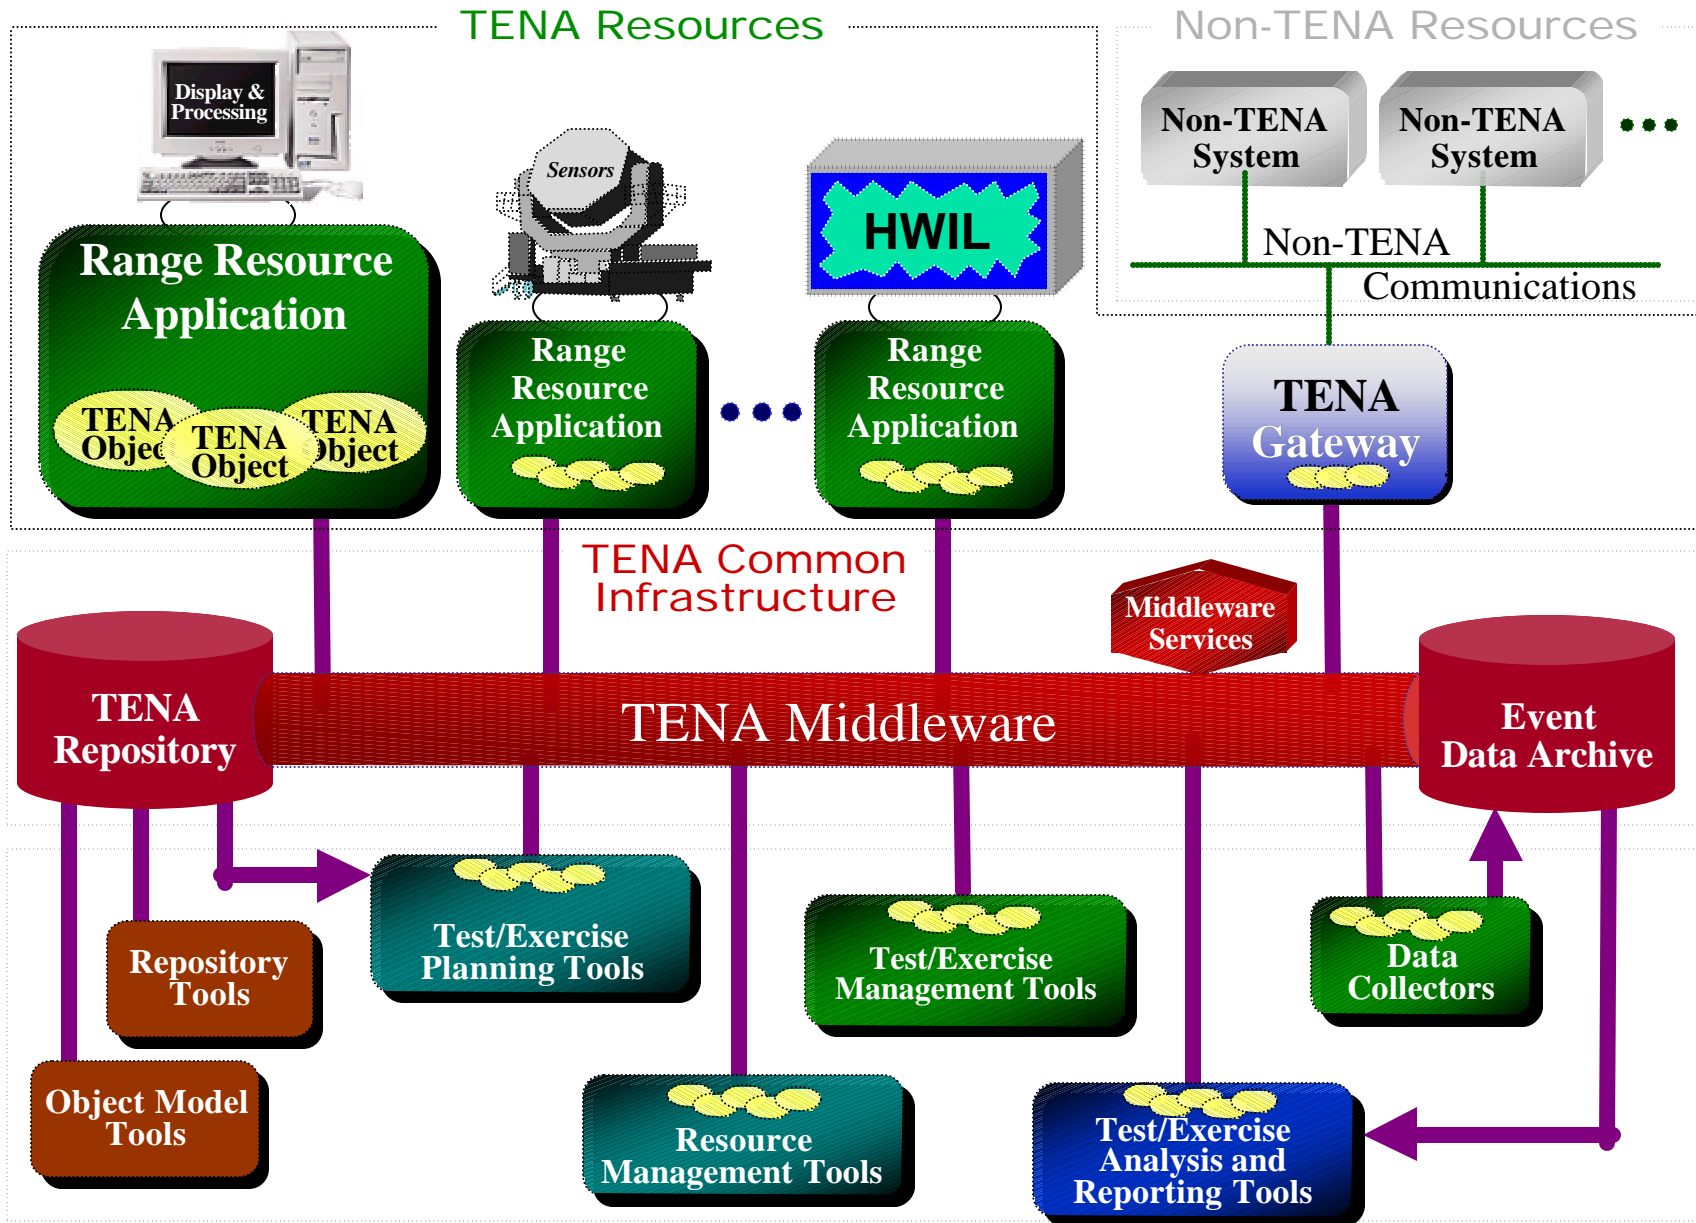 TENA Resources
Non-TENA Resources
Display &
Processing
Sensors
HWIL
Non-TENA
System
Non-TENA
System
Non-TENA
Communications
Range Resource
Application
TENA
Object
TENA
Object
TENA
Object
Range
Resource
Application
Range
Resource
Application
TENA
Gateway
TENA Common
Infrastructure
Middleware
Services
TENA
Repository
TENA Middleware
Event
Data Archive
Repository
Tools
Object Model
Tools
Test/Exercise
Planning Tools
Resource
Management Tools
Test/Exercise
Management Tools
Test/Exercise
Analysis and
Reporting Tools
Data
Collectors